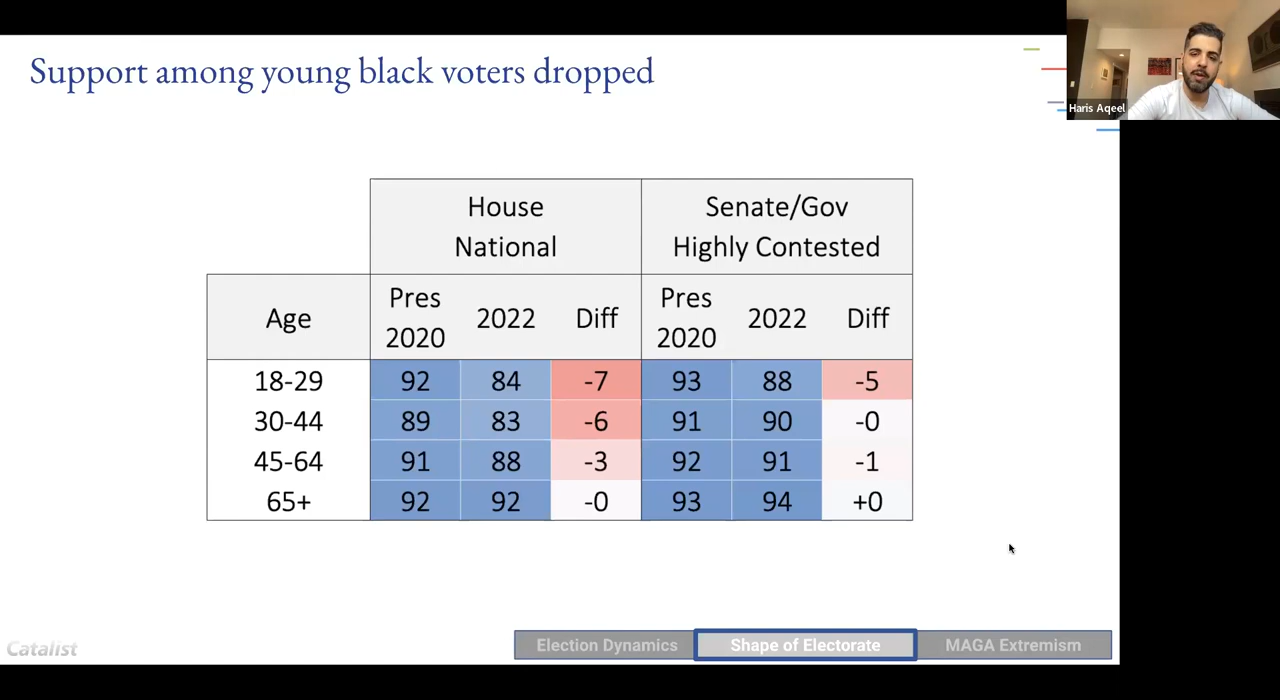 Support among young black voters dropped
Haris Aqeel
House
National
Senate/Gov
Highly Contested
Age
Pres
2020
2022
Diff
Pres
2020
2022
Diff
18-29 92 84 -7 93 88 -5
30-44 89 83 -6 91 90 -0
45-64 91 88 -3 92 91 -1
65+ 92 92 -0 93 94 +0
Catalist
Election Dynamics
Shape of Electorate
MAGA Extremism